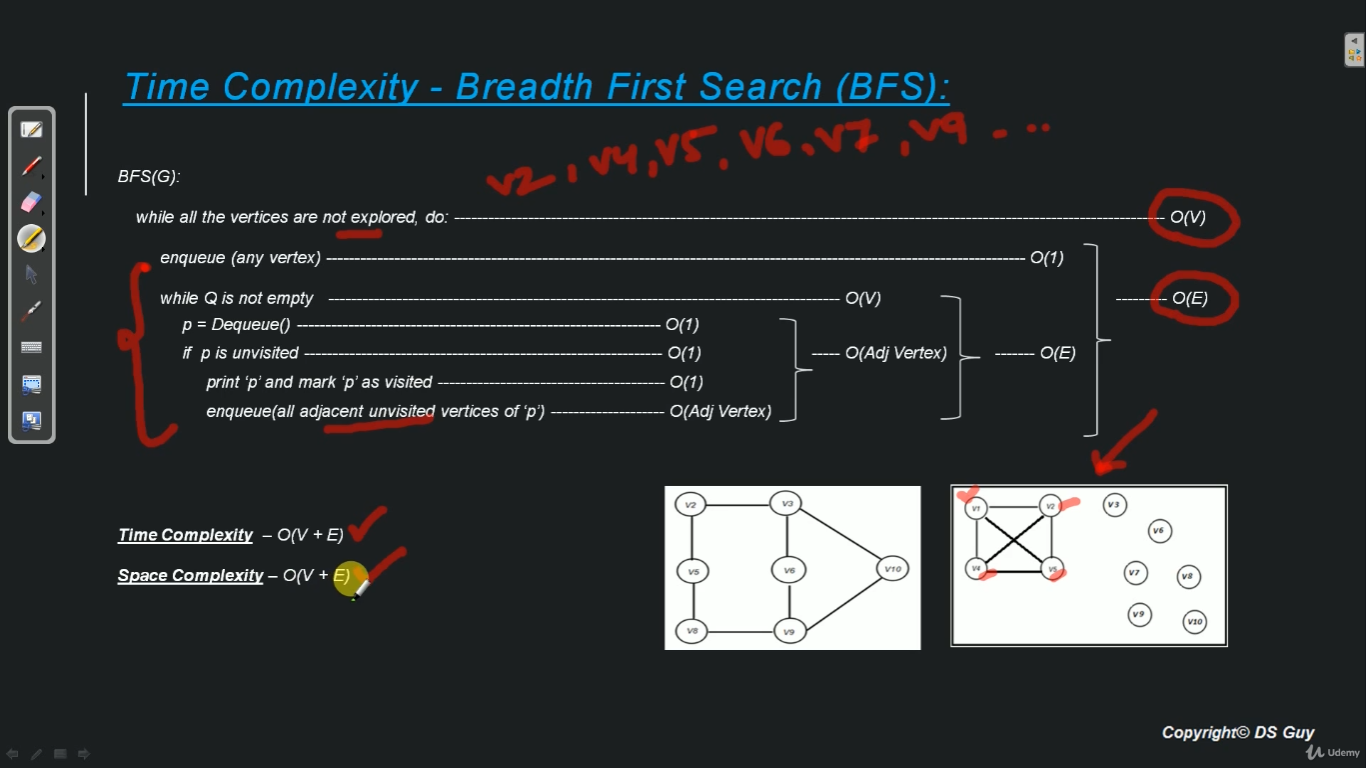 Time Complexity - Breadth First Search (BFS):
V2, V4, V5, V6, V7, V9 - ...
BFS(G):
while all the vertices are not explored, do: ---------- O(V)
enqueue (any vertex) ---------- O(1)
while Q is not empty ---------- O(V)
---------- O(E)
p = Dequeue() ---------- O(1)
if p is unvisited ---------- O(1)
----- O(Adj Vertex)
------- O(E)
print ‘p’ and mark ‘p’ as visited ---------- O(1)
enqueue(all adjacent unvisited vertices of ‘p’) ---------- O(Adj Vertex)
Time Complexity – O(V + E)
Space Complexity – O(V + E)
V2 V3
V5 V6 V10
V8 V9
V1 V2 V3
V6
V4 V5 V7 V8
V9 V10
Copyright© DS Guy
Udemy